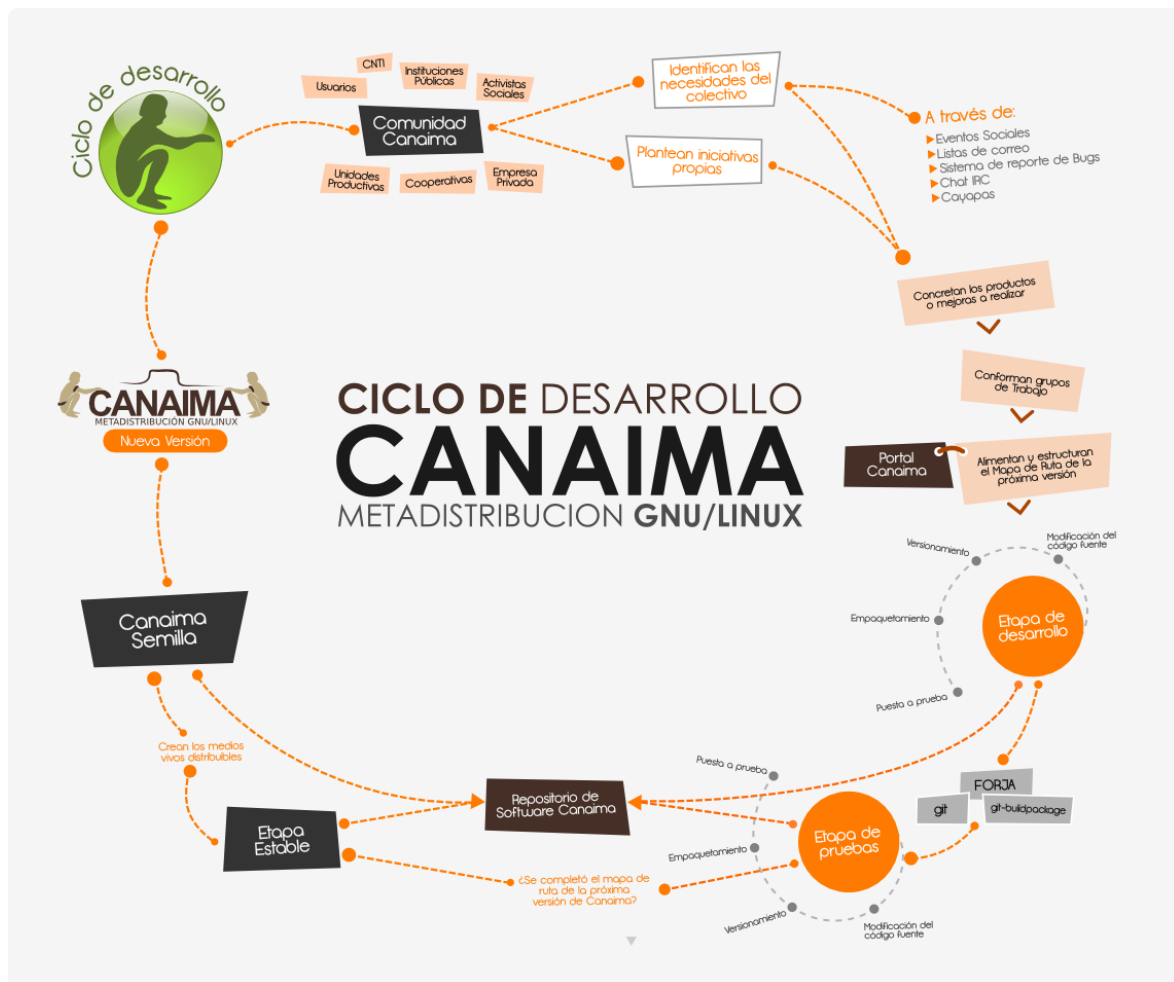 Ciclo de desarrollo
CNTI
Usuarios
Instituciones
Públicas
Activistas
Sociales
Comunidad
Canaima
Unidades
Productivas
Cooperativas
Empresa
Privada
Identifican las
necesidades del
colectivo
Plantean iniciativas
propias
A través de:
Eventos Sociales
Listas de correo
Sistema de reporte de Bugs
Chat IRC
Cayapas
Concretan los productos
o mejoras a realizar
Conforman grupos
de Trabajo
Portal
Canaima
Alimentan y estructuran
el Mapa de Ruta de la
próxima versión
CANAIMA
METADISTRIBUCIÓN GNU/LINUX
Nueva Versión
CICLO DE DESARROLLO
CANAIMA
METADISTRIBUCION GNU/LINUX
Versionamiento
Modificación del
código fuente
Empaquetamiento
Puesta a prueba
Etapa de
desarrollo
Canaima
Semilla
Crean los medios
vivos distribuibles
Etapa
Estable
Repositorio de
Software Canaima
¿Se completó el mapa de
ruta de la próxima
versión de Canaima?
Puesta a prueba
Empaquetamiento
Versionamiento
Modificación del
código fuente
Etapa de
pruebas
FORJA
git
git-buildpackage